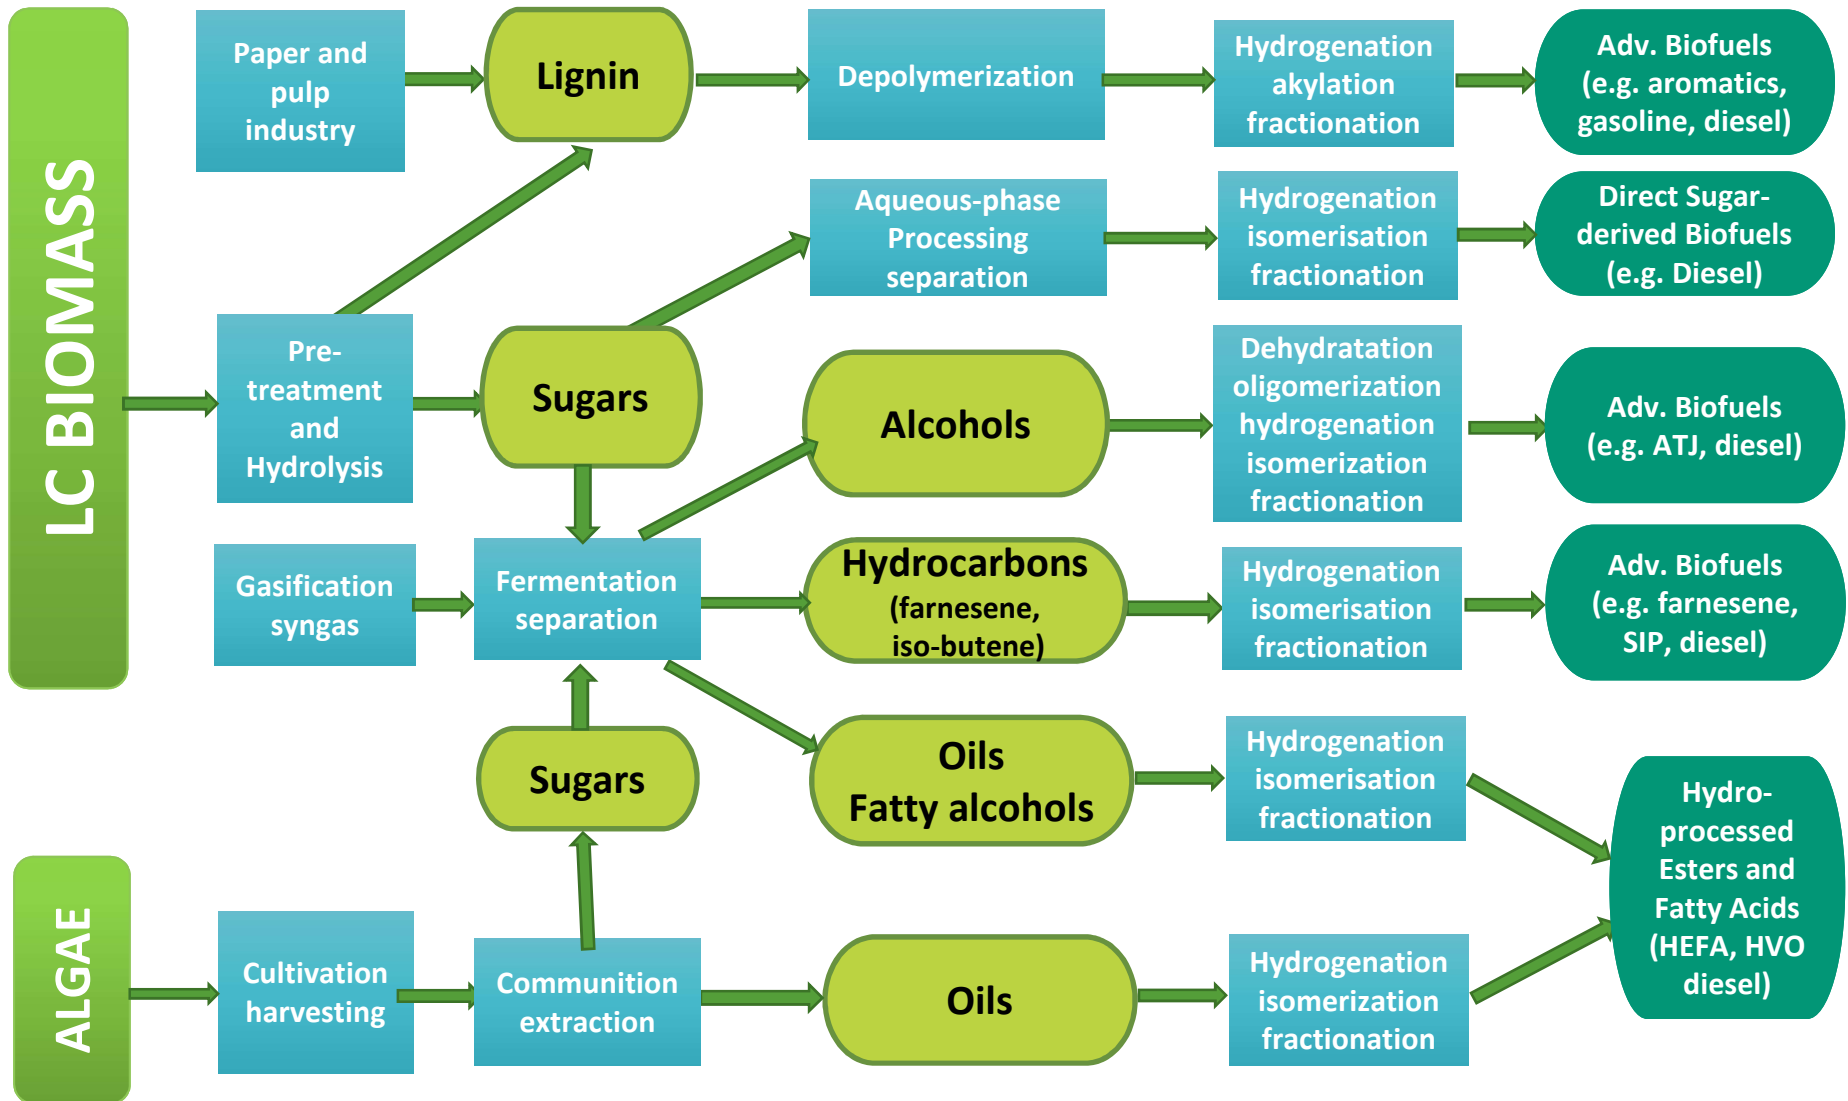 LC BIOMASS
Paper and
pulp
industry
Lignin
Depolymerization
Hydrogenation
akylation
fractionation
Adv. Biofuels
(e.g. aromatics,
gasoline, diesel)
Aqueous-phase
Processing
separation
Hydrogenation
isomerisation
fractionation
Direct Sugar-
derived Biofuels
(e.g. Diesel)
Pre-
treatment
and
Hydrolysis
Sugars
Alcohols
Dehydratation
oligomerization
hydrogenation
isomerization
fractionation
Adv. Biofuels
(e.g. ATJ, diesel)
Gasification
syngas
Fermentation
separation
Hydrocarbons
(farnesene,
iso-butene)
Hydrogenation
isomerisation
fractionation
Adv. Biofuels
(e.g. farnesene,
SIP, diesel)
Sugars
Oils
Fatty alcohols
Hydrogenation
isomerisation
fractionation
Hydro-
processed
Esters and
Fatty Acids
(HEFA, HVO
diesel)
ALGAE
Cultivation
harvesting
Communition
extraction
Oils
Hydrogenation
isomerization
fractionation